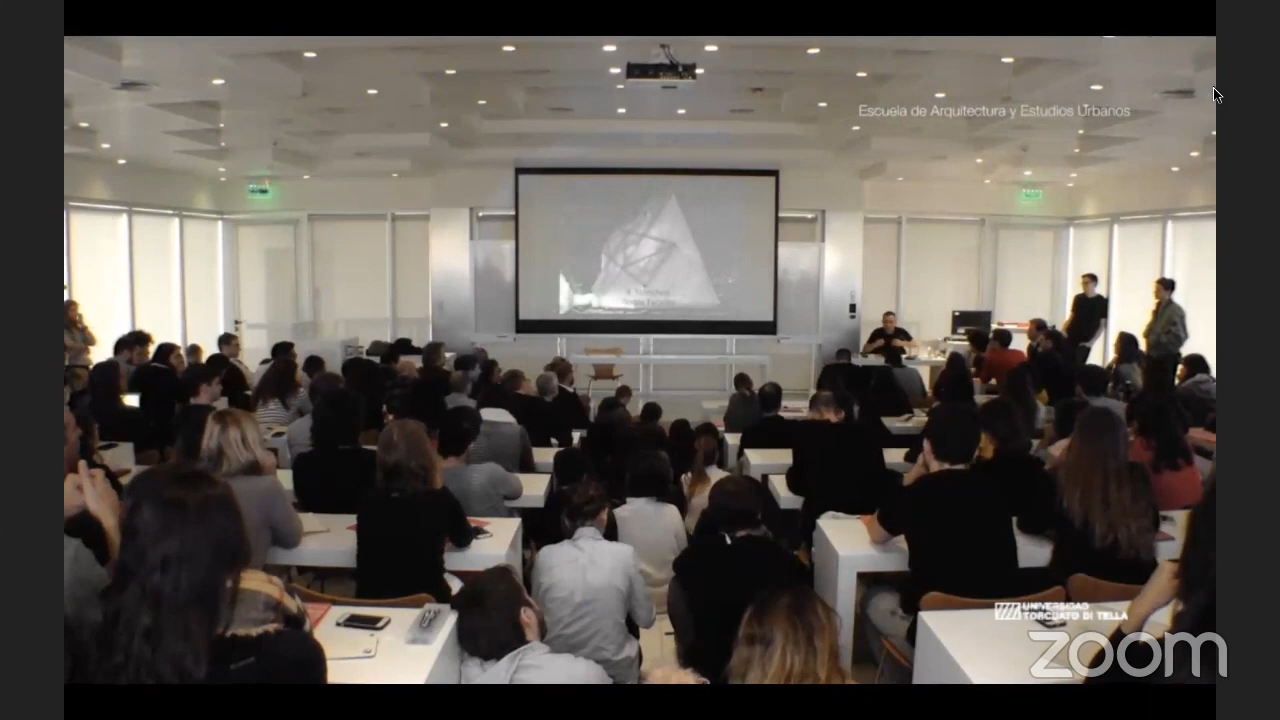 Escuela de Arquitectura y Estudios Urbanos
UNIVERSIDAD
TORCUATO DI TELLA
zoom